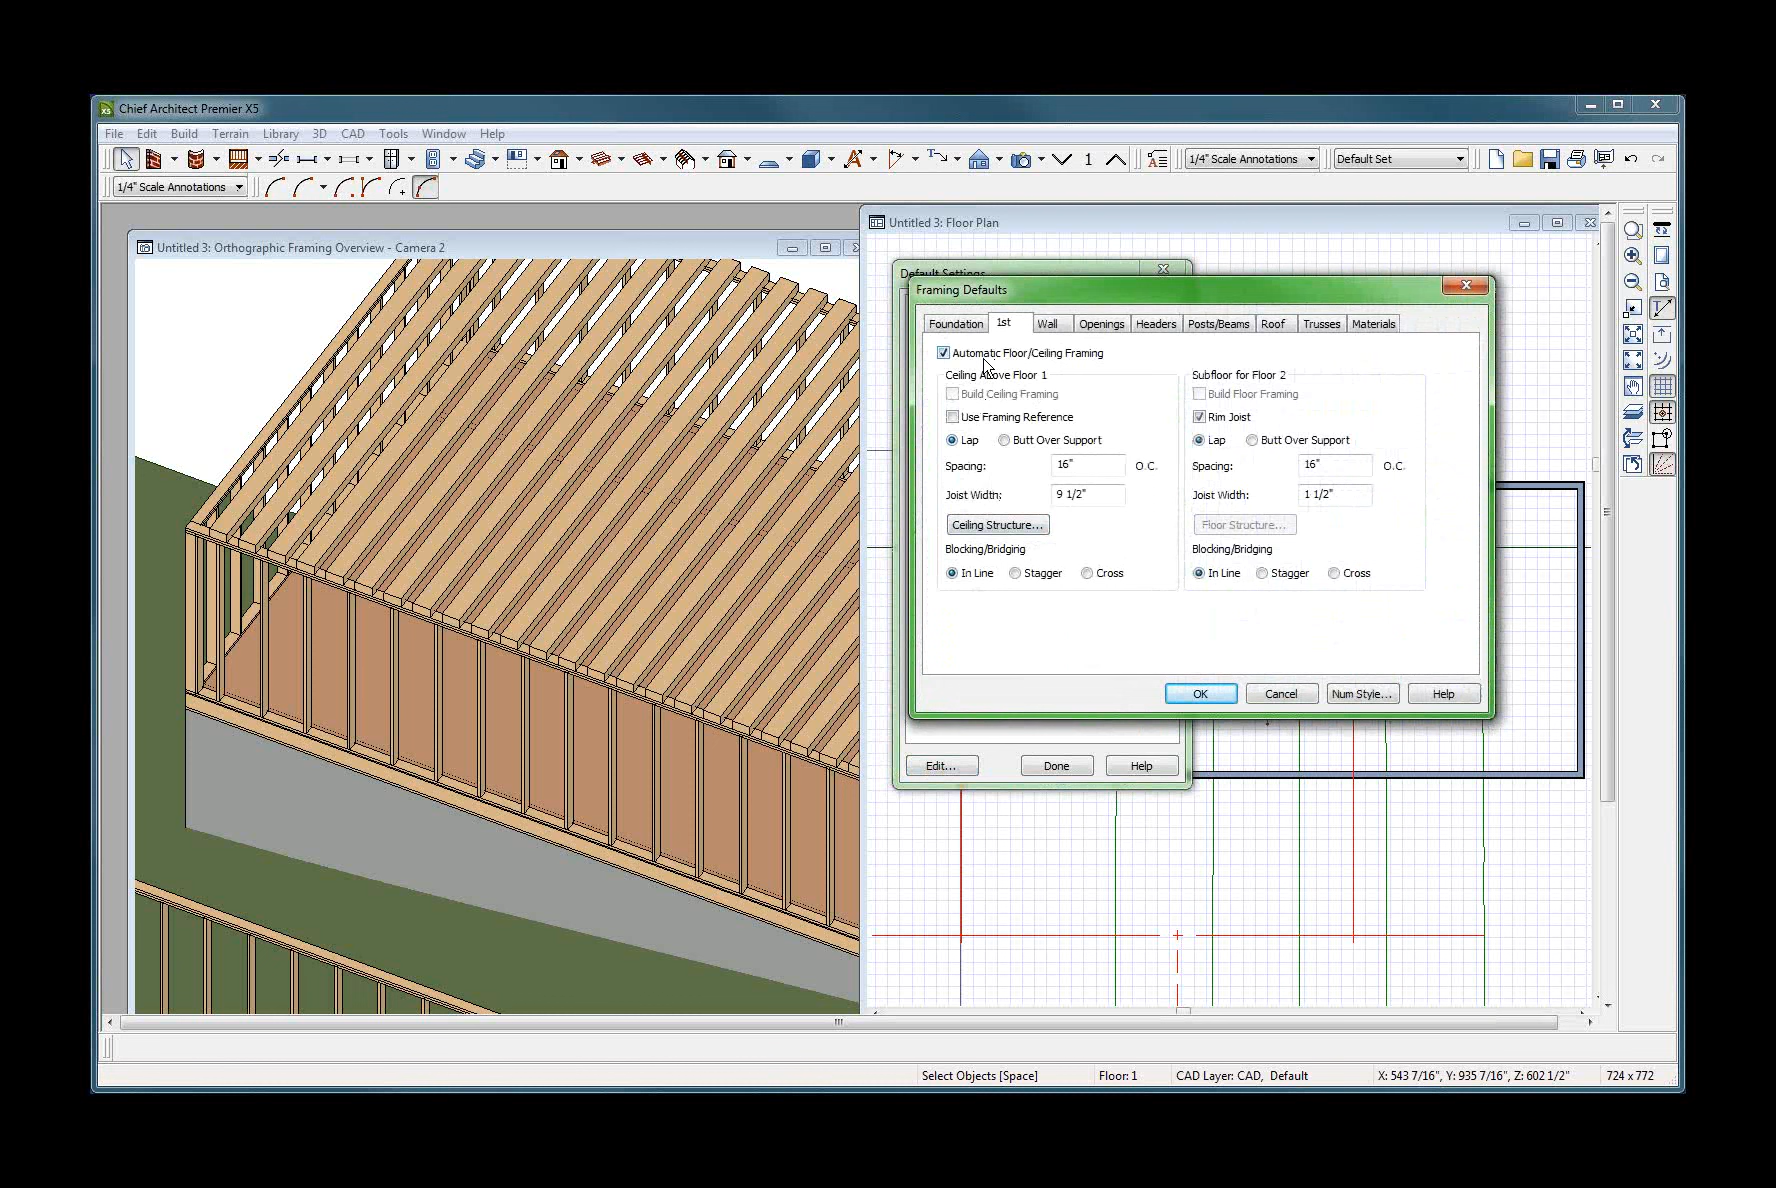 Chief Architect Premier X5
File Edit Build Terrain Library 3D CAD Tools Window Help
1 1/4" Scale Annotations Default Set
1/4" Scale Annotations
Untitled 3: Orthographic Framing Overview - Camera 2
Untitled 3: Floor Plan
Default Settings
Framing Defaults
Foundation 1st Wall Openings Headers Posts/Beams Roof Trusses Materials
Automatic Floor/Ceiling Framing
Ceiling Above Floor 1
Build Ceiling Framing
Use Framing Reference
Lap Butt Over Support
Spacing: 16" O.C.
Joist Width: 9 1/2"
Ceiling Structure...
Blocking/Bridging
In Line Stagger Cross
Subfloor for Floor 2
Build Floor Framing
Rim Joist
Lap Butt Over Support
Spacing: 16" O.C.
Joist Width: 1 1/2"
Floor Structure...
Blocking/Bridging
In Line Stagger Cross
OK Cancel Num Style... Help
Edit... Done Help
Select Objects [Space] Floor: 1 CAD Layer: CAD, Default X: 543 7/16", Y: 935 7/16", Z: 602 1/2" 724 x 772